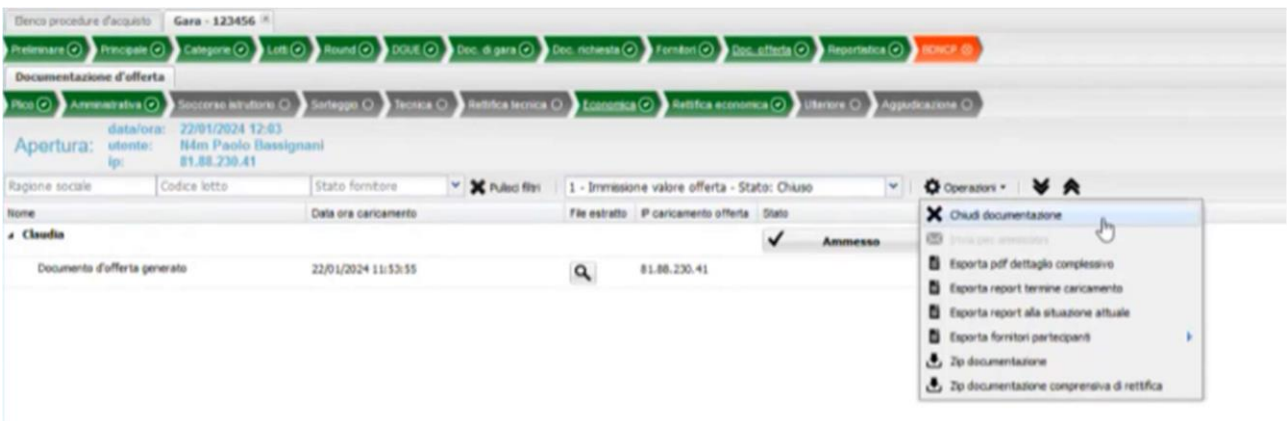 Elenco procedure d'acquisto Gara - 123456
Preliminare Principale Categorie Lotti Round DGUE Doc. di gara Doc. richiesta Fornitori Doc. offerta Reportistica BDNCP
Documentazione d'offerta
Plico Amministrativa Soccorso istruttorio Sorteggio Tecnica Rettifica tecnica Economica Rettifica economica Ulteriore Aggiudicazione
Apertura:
data/ora: 22/01/2024 12:03
utente: N4m Paolo Bassignani
ip: 81.88.230.41
Ragione sociale Codice lotto Stato fornitore Pulisci filtri 1 - Immissione valore offerta - Stato: Chiuso Operazioni
Nome Data ora caricamento File estratto IP caricamento offerta Stato
Claudia Ammesso
Documento d'offerta generato 22/01/2024 11:53:55 81.88.230.41
Chiudi documentazione
Invia per
Esporta pdf dettaglio complessivo
Esporta report termine caricamento
Esporta report alla situazione attuale
Esporta fornitori partecipanti
Zip documentazione
Zip documentazione comprensiva di rettifica